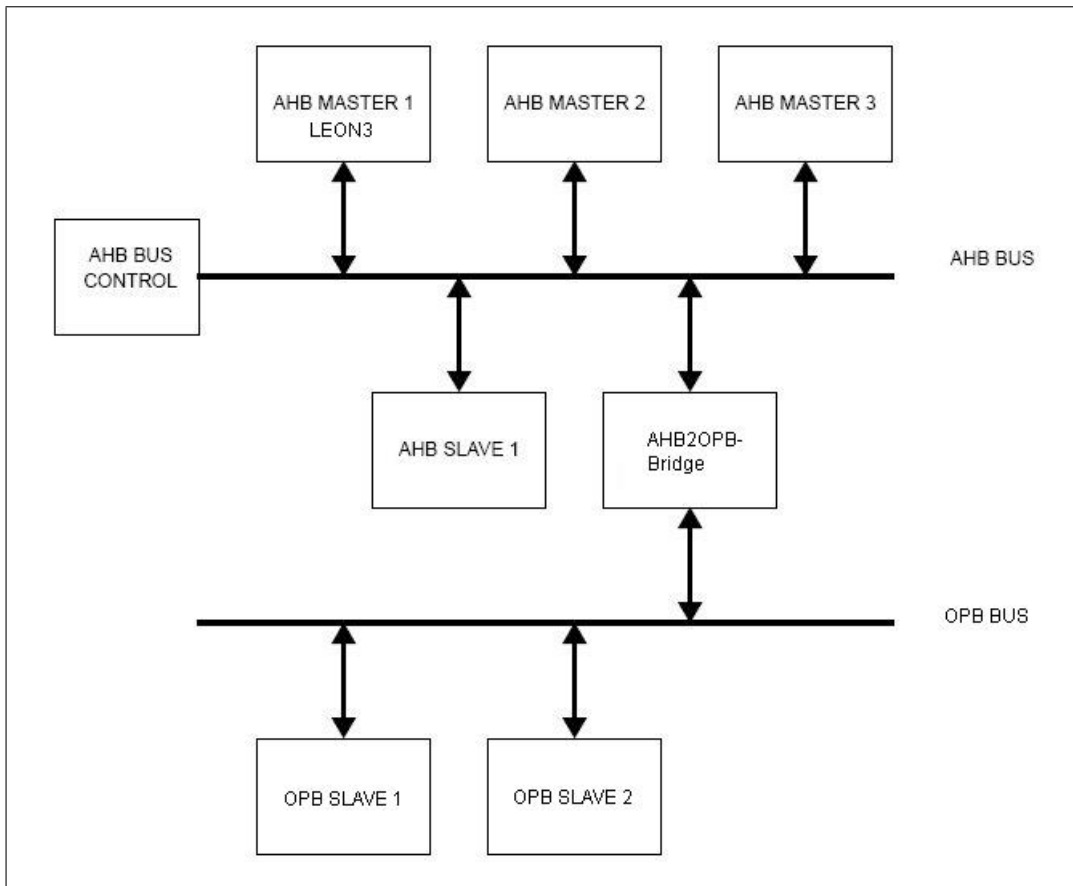 AHB MASTER 1
LEON3
AHB MASTER 2
AHB MASTER 3
AHB BUS
CONTROL
AHB BUS
AHB SLAVE 1
AHB2OPB-
Bridge
OPB BUS
OPB SLAVE 1
OPB SLAVE 2